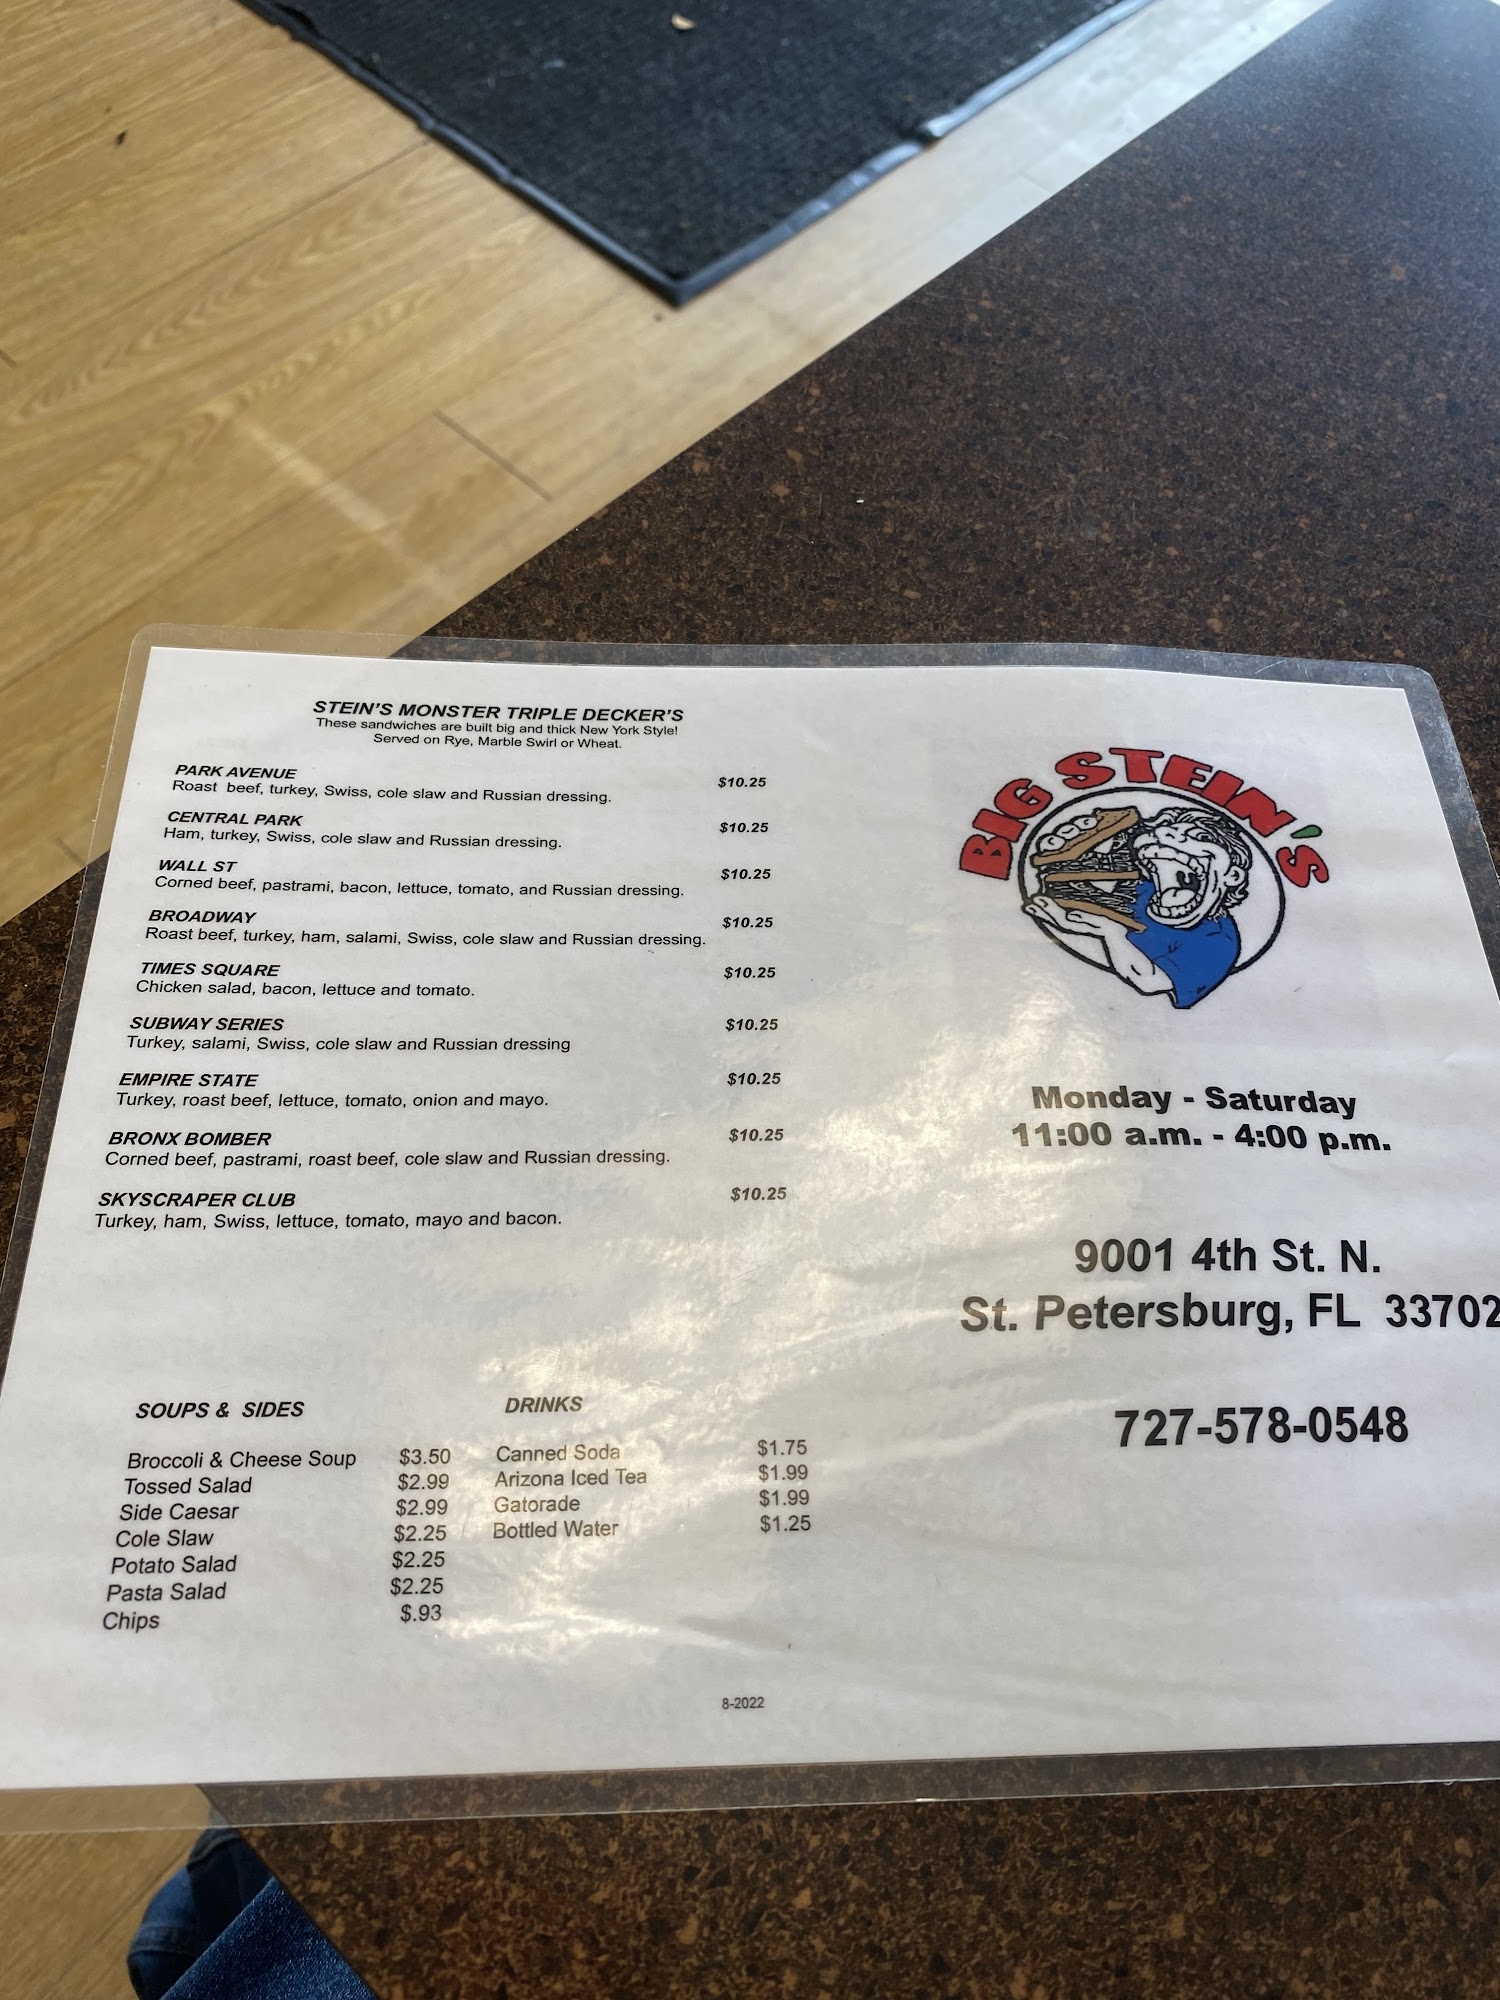 STEIN'S MONSTER TRIPLE DECKER'S
These sandwiches are built big and thick New York Style!
Served on Rye, Marble Swirl or Wheat.
PARK AVENUE $10.25
Roast beef, turkey, Swiss, cole slaw and Russian dressing.
CENTRAL PARK $10.25
Ham, turkey, Swiss, cole slaw and Russian dressing.
WALL ST $10.25
Corned beef, pastrami, bacon, lettuce, tomato, and Russian dressing.
BROADWAY $10.25
Roast beef, turkey, ham, salami, Swiss, cole slaw and Russian dressing.
TIMES SQUARE $10.25
Chicken salad, bacon, lettuce and tomato.
SUBWAY SERIES $10.25
Turkey, salami, Swiss, cole slaw and Russian dressing
EMPIRE STATE $10.25
Turkey, roast beef, lettuce, tomato, onion and mayo.
BRONX BOMBER $10.25
Corned beef, pastrami, roast beef, cole slaw and Russian dressing.
SKYSCRAPER CLUB $10.25
Turkey, ham, Swiss, lettuce, tomato, mayo and bacon.
SOUPS & SIDES
Broccoli & Cheese Soup $3.50
Tossed Salad $2.99
Side Caesar $2.99
Cole Slaw $2.25
Potato Salad $2.25
Pasta Salad $2.25
Chips $.93
DRINKS
Canned Soda $1.75
Arizona Iced Tea $1.99
Gatorade $1.99
Bottled Water $1.25
8-2022
BIG STEIN'S
Monday - Saturday
11:00 a.m. - 4:00 p.m.
9001 4th St. N.
St. Petersburg, FL 33702
727-578-0548